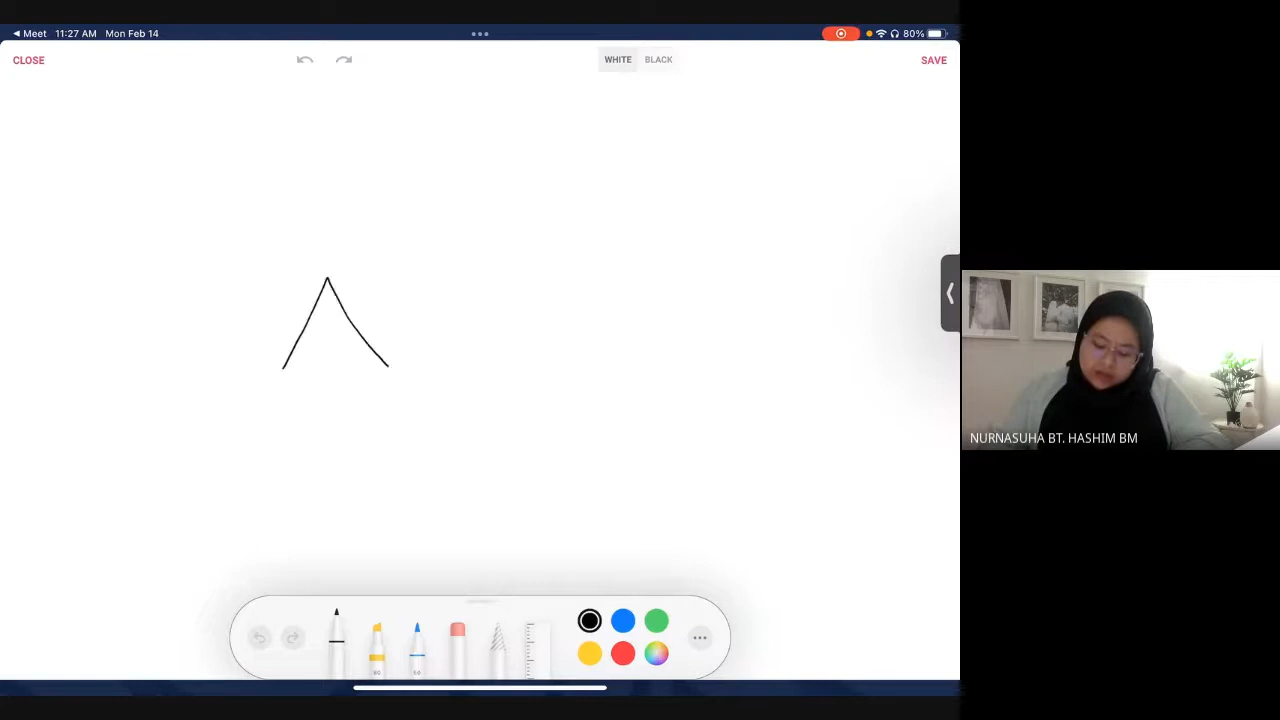 ◀ Meet 11:27 AM Mon Feb 14 80%
CLOSE WHITE BLACK SAVE
NURNASUHA BT. HASHIM BM